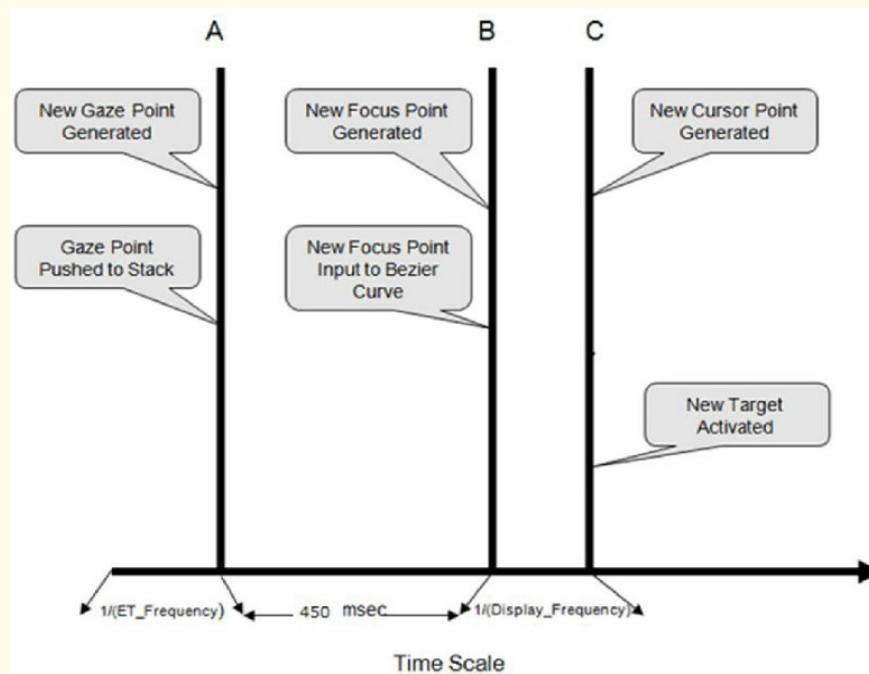 A
B
C
New Gaze Point
Generated
New Focus Point
Generated
New Cursor Point
Generated
Gaze Point
Pushed to Stack
New Focus Point
Input to Bezier
Curve
New Target
Activated
1/(ET_Frequency)
450 msec
1/(Display_Frequency)
Time Scale